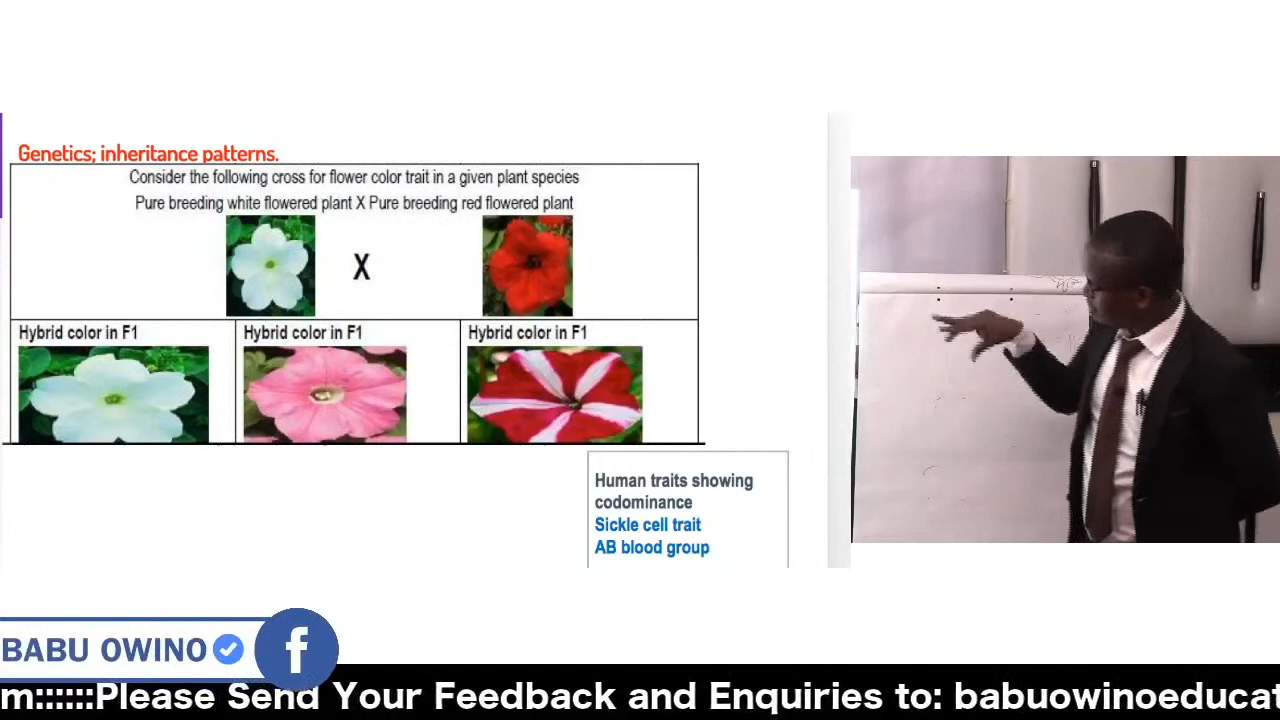 Genetics; inheritance patterns.
Consider the following cross for flower color trait in a given plant species
Pure breeding white flowered plant X Pure breeding red flowered plant
X
Hybrid color in F1
Hybrid color in F1
Hybrid color in F1
Human traits showing
codominance
Sickle cell trait
AB blood group
BABU OWINO
f
m::::::Please Send Your Feedback and Enquiries to: babuowinoeducat